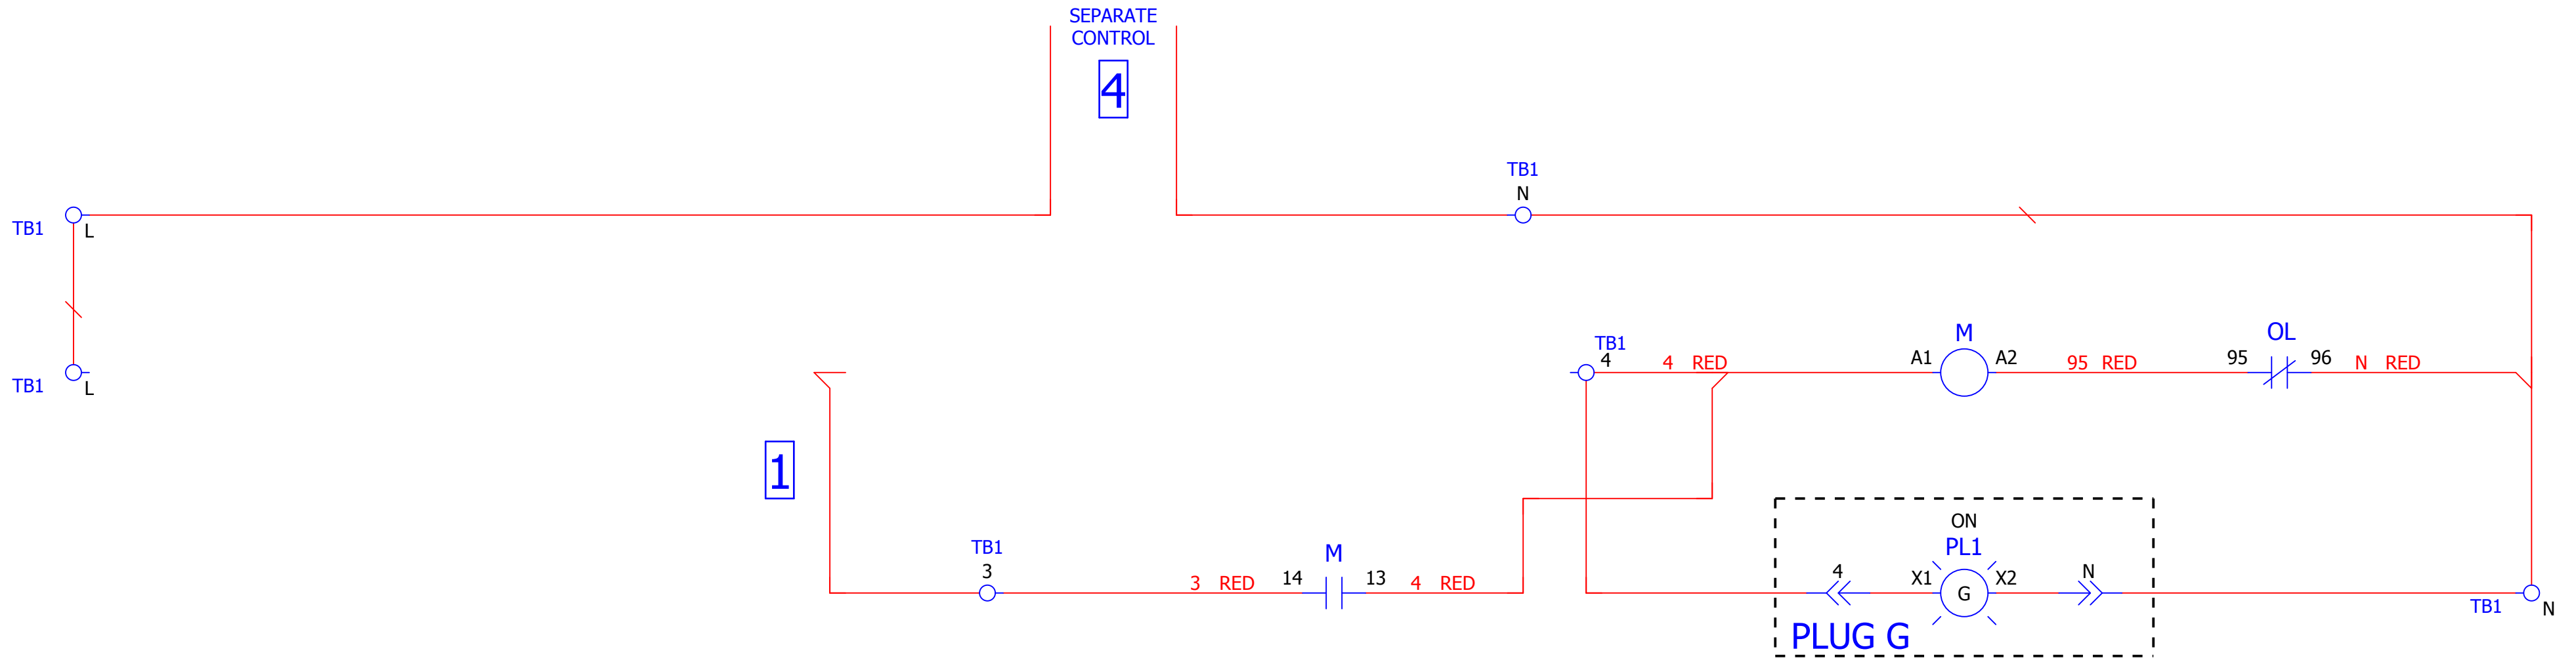 SEPARATE
CONTROL
4
TB1
N
TB1
L
TB1
L
TB1
4
4 RED
M
A1
A2
95 RED
OL
95
96
N RED
1
TB1
3
3 RED
M
14
13
4 RED
ON
PL1
4
X1
G
X2
N
PLUG G
TB1
N